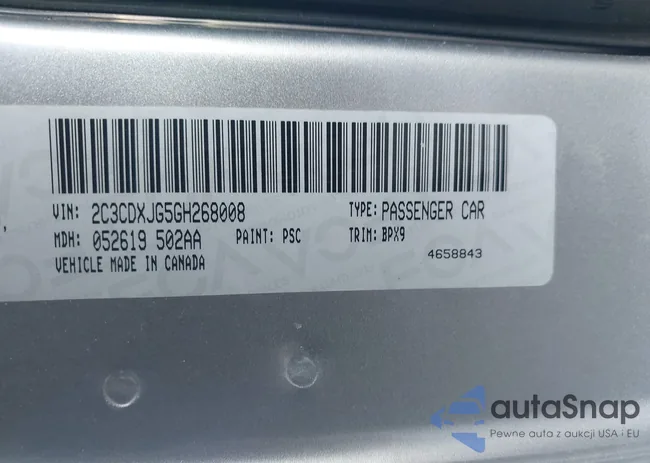 VIN: 2C3CDXJG5GH268008 TYPE: PASSENGER CAR
MDH: 052619 502AA PAINT: PSC TRIM: BPX9
VEHICLE MADE IN CANADA 4658843
autaSnap
Pewne auta z aukcji USA i EU